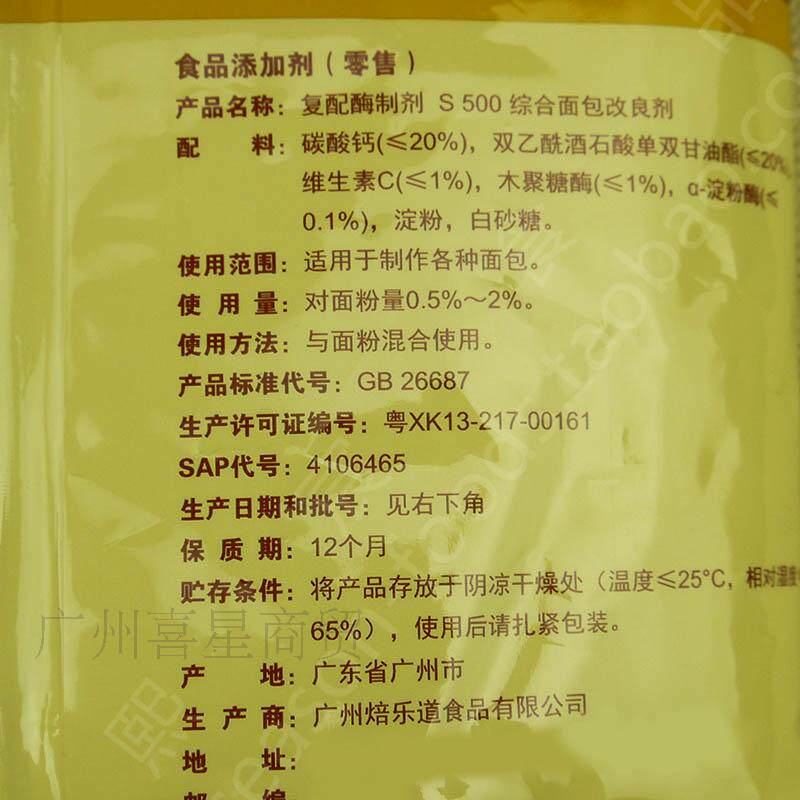 食品添加剂（零售）
产品名称：复配酶制剂 S 500 综合面包改良剂
配 料：碳酸钙(≤20%)，双乙酰酒石酸单双甘油酯(≤20%
维生素C(≤1%)，木聚糖酶(≤1%)，α-淀粉酶(≤
0.1%)，淀粉，白砂糖。
使用范围：适用于制作各种面包。
使 用 量：对面粉量0.5%～2%。
使用方法：与面粉混合使用。
产品标准代号：GB 26687
生产许可证编号：粤XK13-217-00161
SAP代号：4106465
生产日期和批号：见右下角
保 质 期：12个月
贮存条件：将产品存放于阴凉干燥处（温度≤25°C，相对湿度
65%），使用后请扎紧包装。
广州喜星商贸
产 地：广东省广州市
生 产 商：广州焙乐道食品有限公司
地 址：
邮 编：